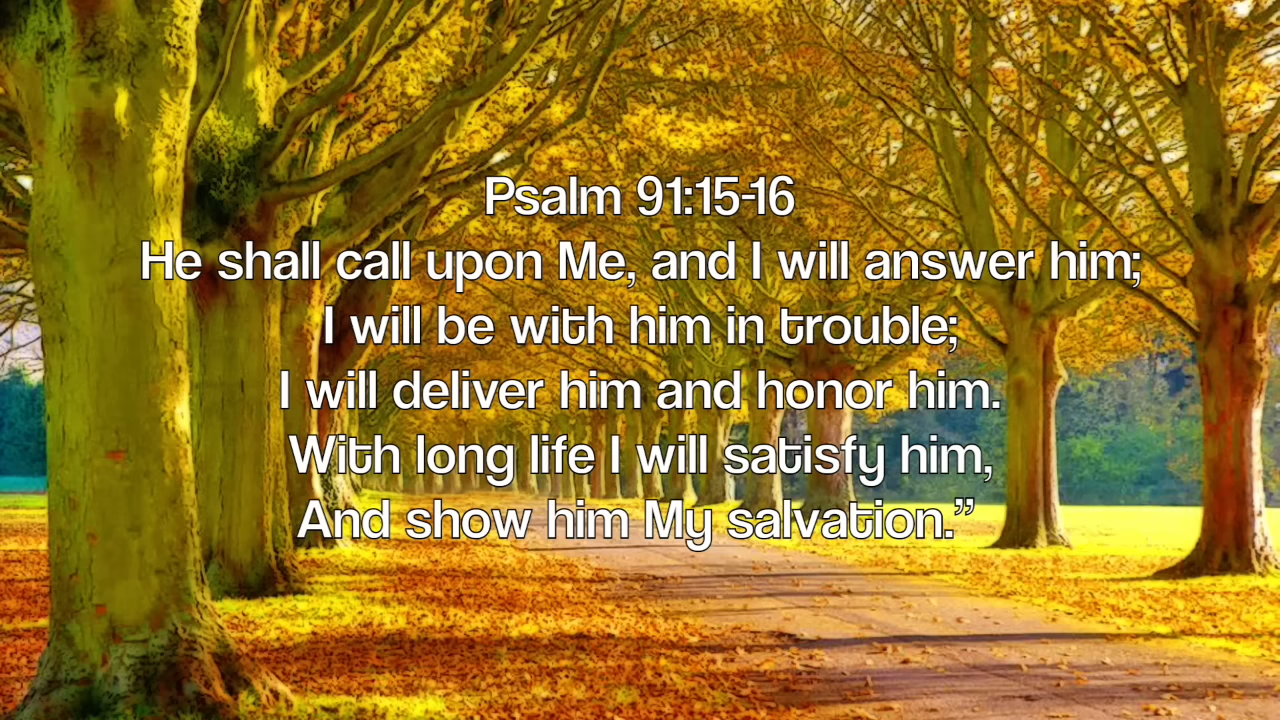 Psalm 91:15-16
He shall call upon Me, and I will answer him;
I will be with him in trouble;
I will deliver him and honor him.
With long life I will satisfy him,
And show him My salvation.”